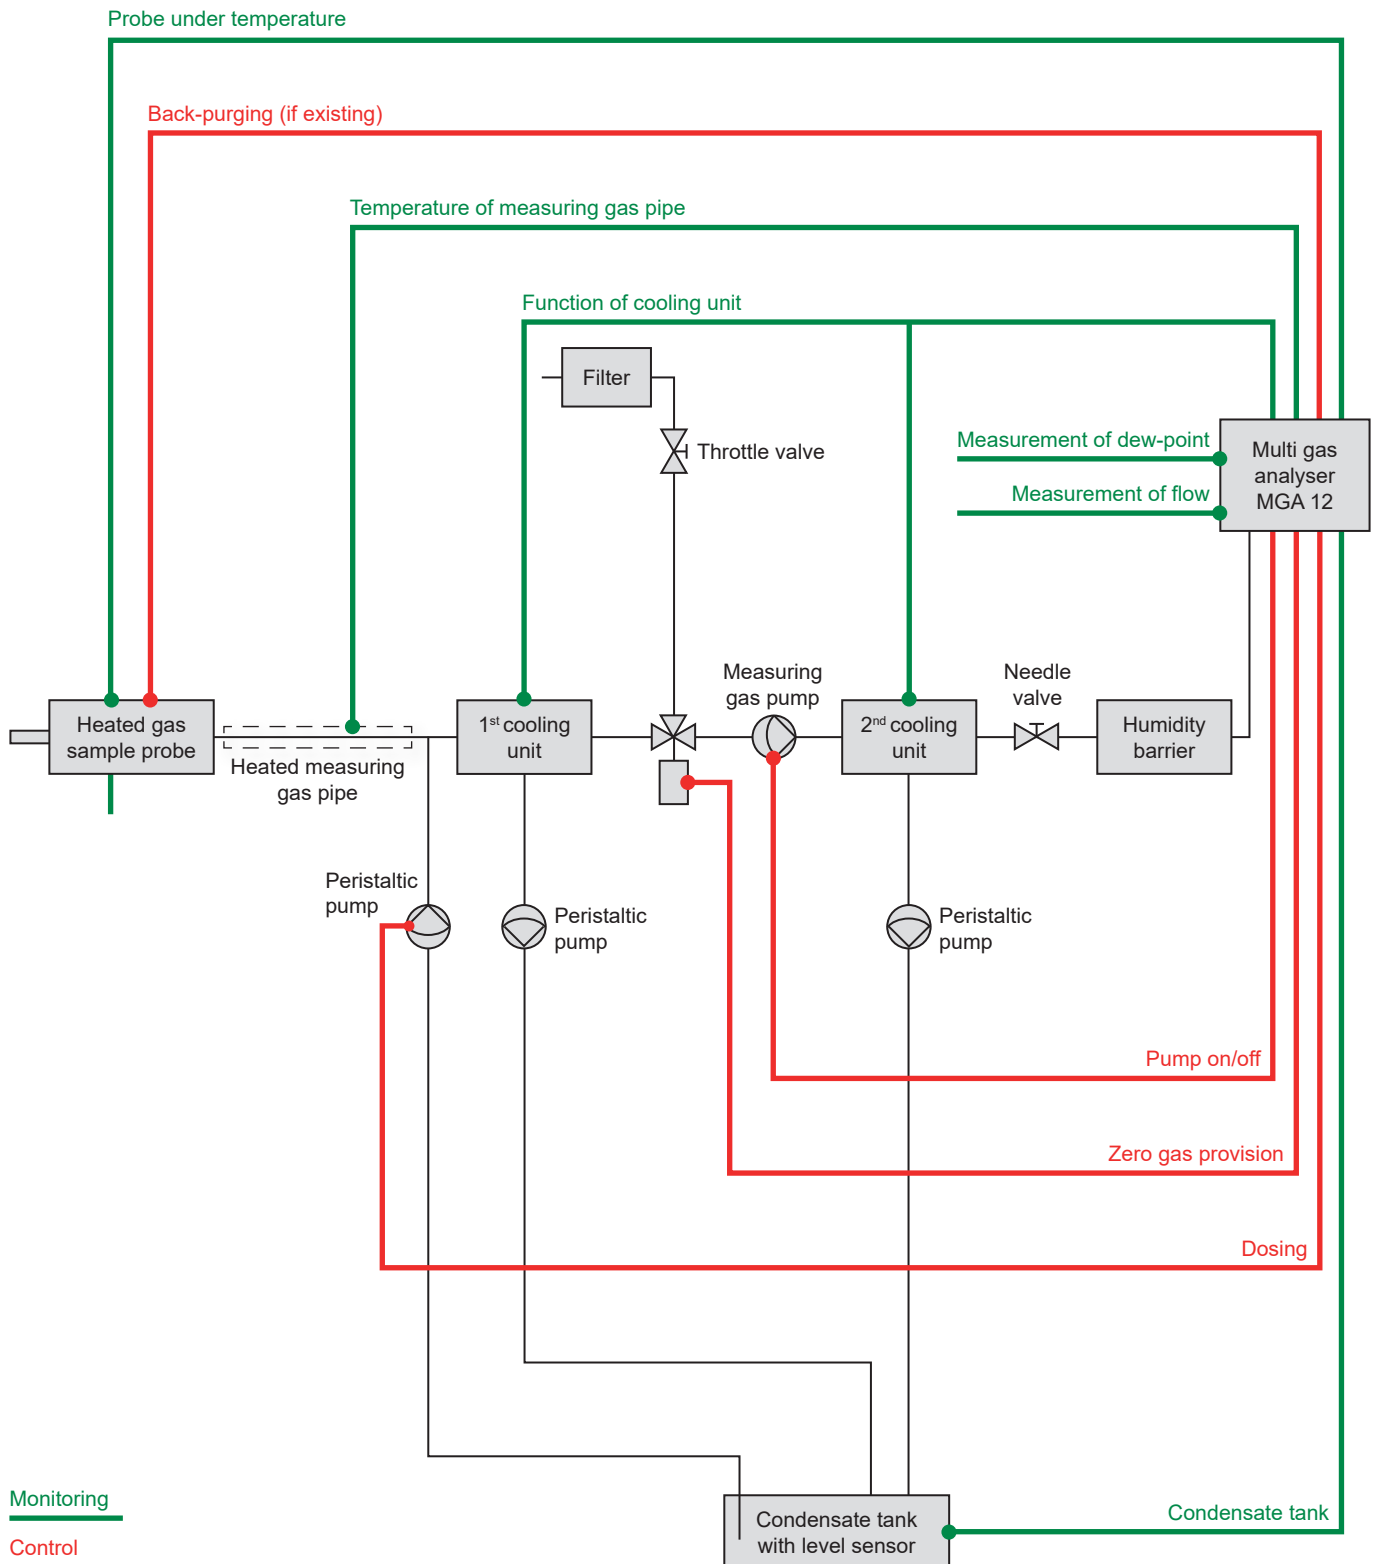 Probe under temperature
Back-purging (if existing)
Temperature of measuring gas pipe
Function of cooling unit
Filter
Throttle valve
Measurement of dew-point
Measurement of flow
Multi gas
analyser
MGA 12
Heated gas
sample probe
Heated measuring
gas pipe
1st cooling
unit
Measuring
gas pump
2nd cooling
unit
Needle
valve
Humidity
barrier
Peristaltic
pump
Peristaltic
pump
Peristaltic
pump
Pump on/off
Zero gas provision
Dosing
Condensate tank
Condensate tank
with level sensor
Monitoring
Control